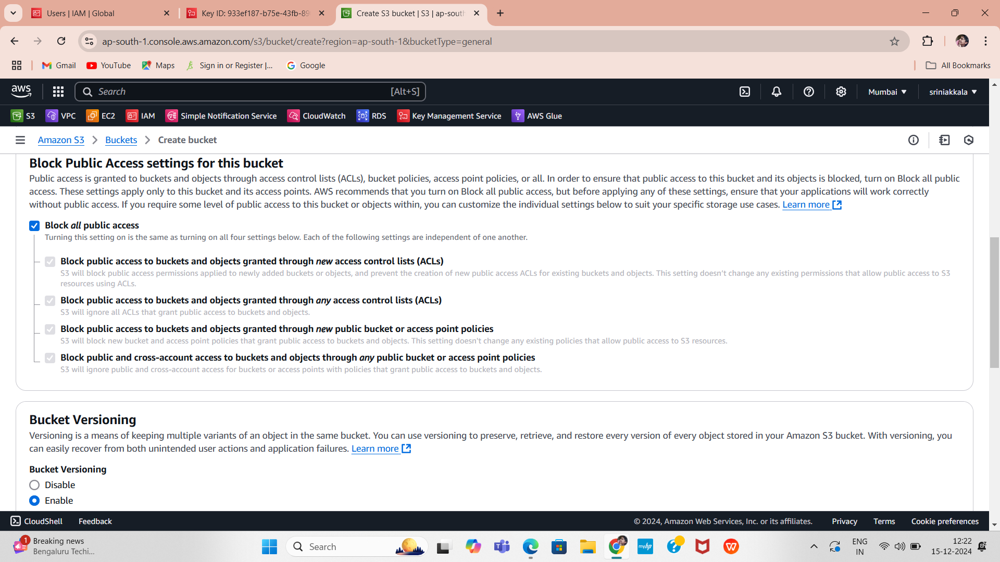 Users | IAM | Global
Key ID: 933ef187-b75e-43fb-89
Create S3 bucket | S3 | ap-south
ap-south-1.console.aws.amazon.com/s3/bucket/create?region=ap-south-1&bucketType=general
Gmail
YouTube
Maps
Sign in or Register |...
Google
All Bookmarks
aws
Search
[Alt+S]
Mumbai
sriniakkala
S3
VPC
EC2
IAM
Simple Notification Service
CloudWatch
RDS
Key Management Service
AWS Glue
Amazon S3 > Buckets > Create bucket
Block Public Access settings for this bucket
Public access is granted to buckets and objects through access control lists (ACLs), bucket policies, access point policies, or all. In order to ensure that public access to this bucket and its objects is blocked, turn on Block all public
access. These settings apply only to this bucket and its access points. AWS recommends that you turn on Block all public access, but before applying any of these settings, ensure that your applications will work correctly
without public access. If you require some level of public access to this bucket or objects within, you can customize the individual settings below to suit your specific storage use cases. Learn more
Block all public access
Turning this setting on is the same as turning on all four settings below. Each of the following settings are independent of one another.
Block public access to buckets and objects granted through new access control lists (ACLs)
S3 will block public access permissions applied to newly added buckets or objects, and prevent the creation of new public access ACLs for existing buckets and objects. This setting doesn't change any existing permissions that allow public access to S3
resources using ACLs.
Block public access to buckets and objects granted through any access control lists (ACLs)
S3 will ignore all ACLs that grant public access to buckets and objects.
Block public access to buckets and objects granted through new public bucket or access point policies
S3 will block new bucket and access point policies that grant public access to buckets and objects. This setting doesn't change any existing policies that allow public access to S3 resources.
Block public and cross-account access to buckets and objects through any public bucket or access point policies
S3 will ignore public and cross-account access for buckets or access points with policies that grant public access to buckets and objects.
Bucket Versioning
Versioning is a means of keeping multiple variants of an object in the same bucket. You can use versioning to preserve, retrieve, and restore every version of every object stored in your Amazon S3 bucket. With versioning, you
can easily recover from both unintended user actions and application failures. Learn more
Bucket Versioning
Disable
Enable
CloudShell
Feedback
© 2024, Amazon Web Services, Inc. or its affiliates.
Privacy
Terms
Cookie preferences
1
Breaking news
Bengaluru Techi...
Search
myhp
ENG
IN
12:22
15-12-2024